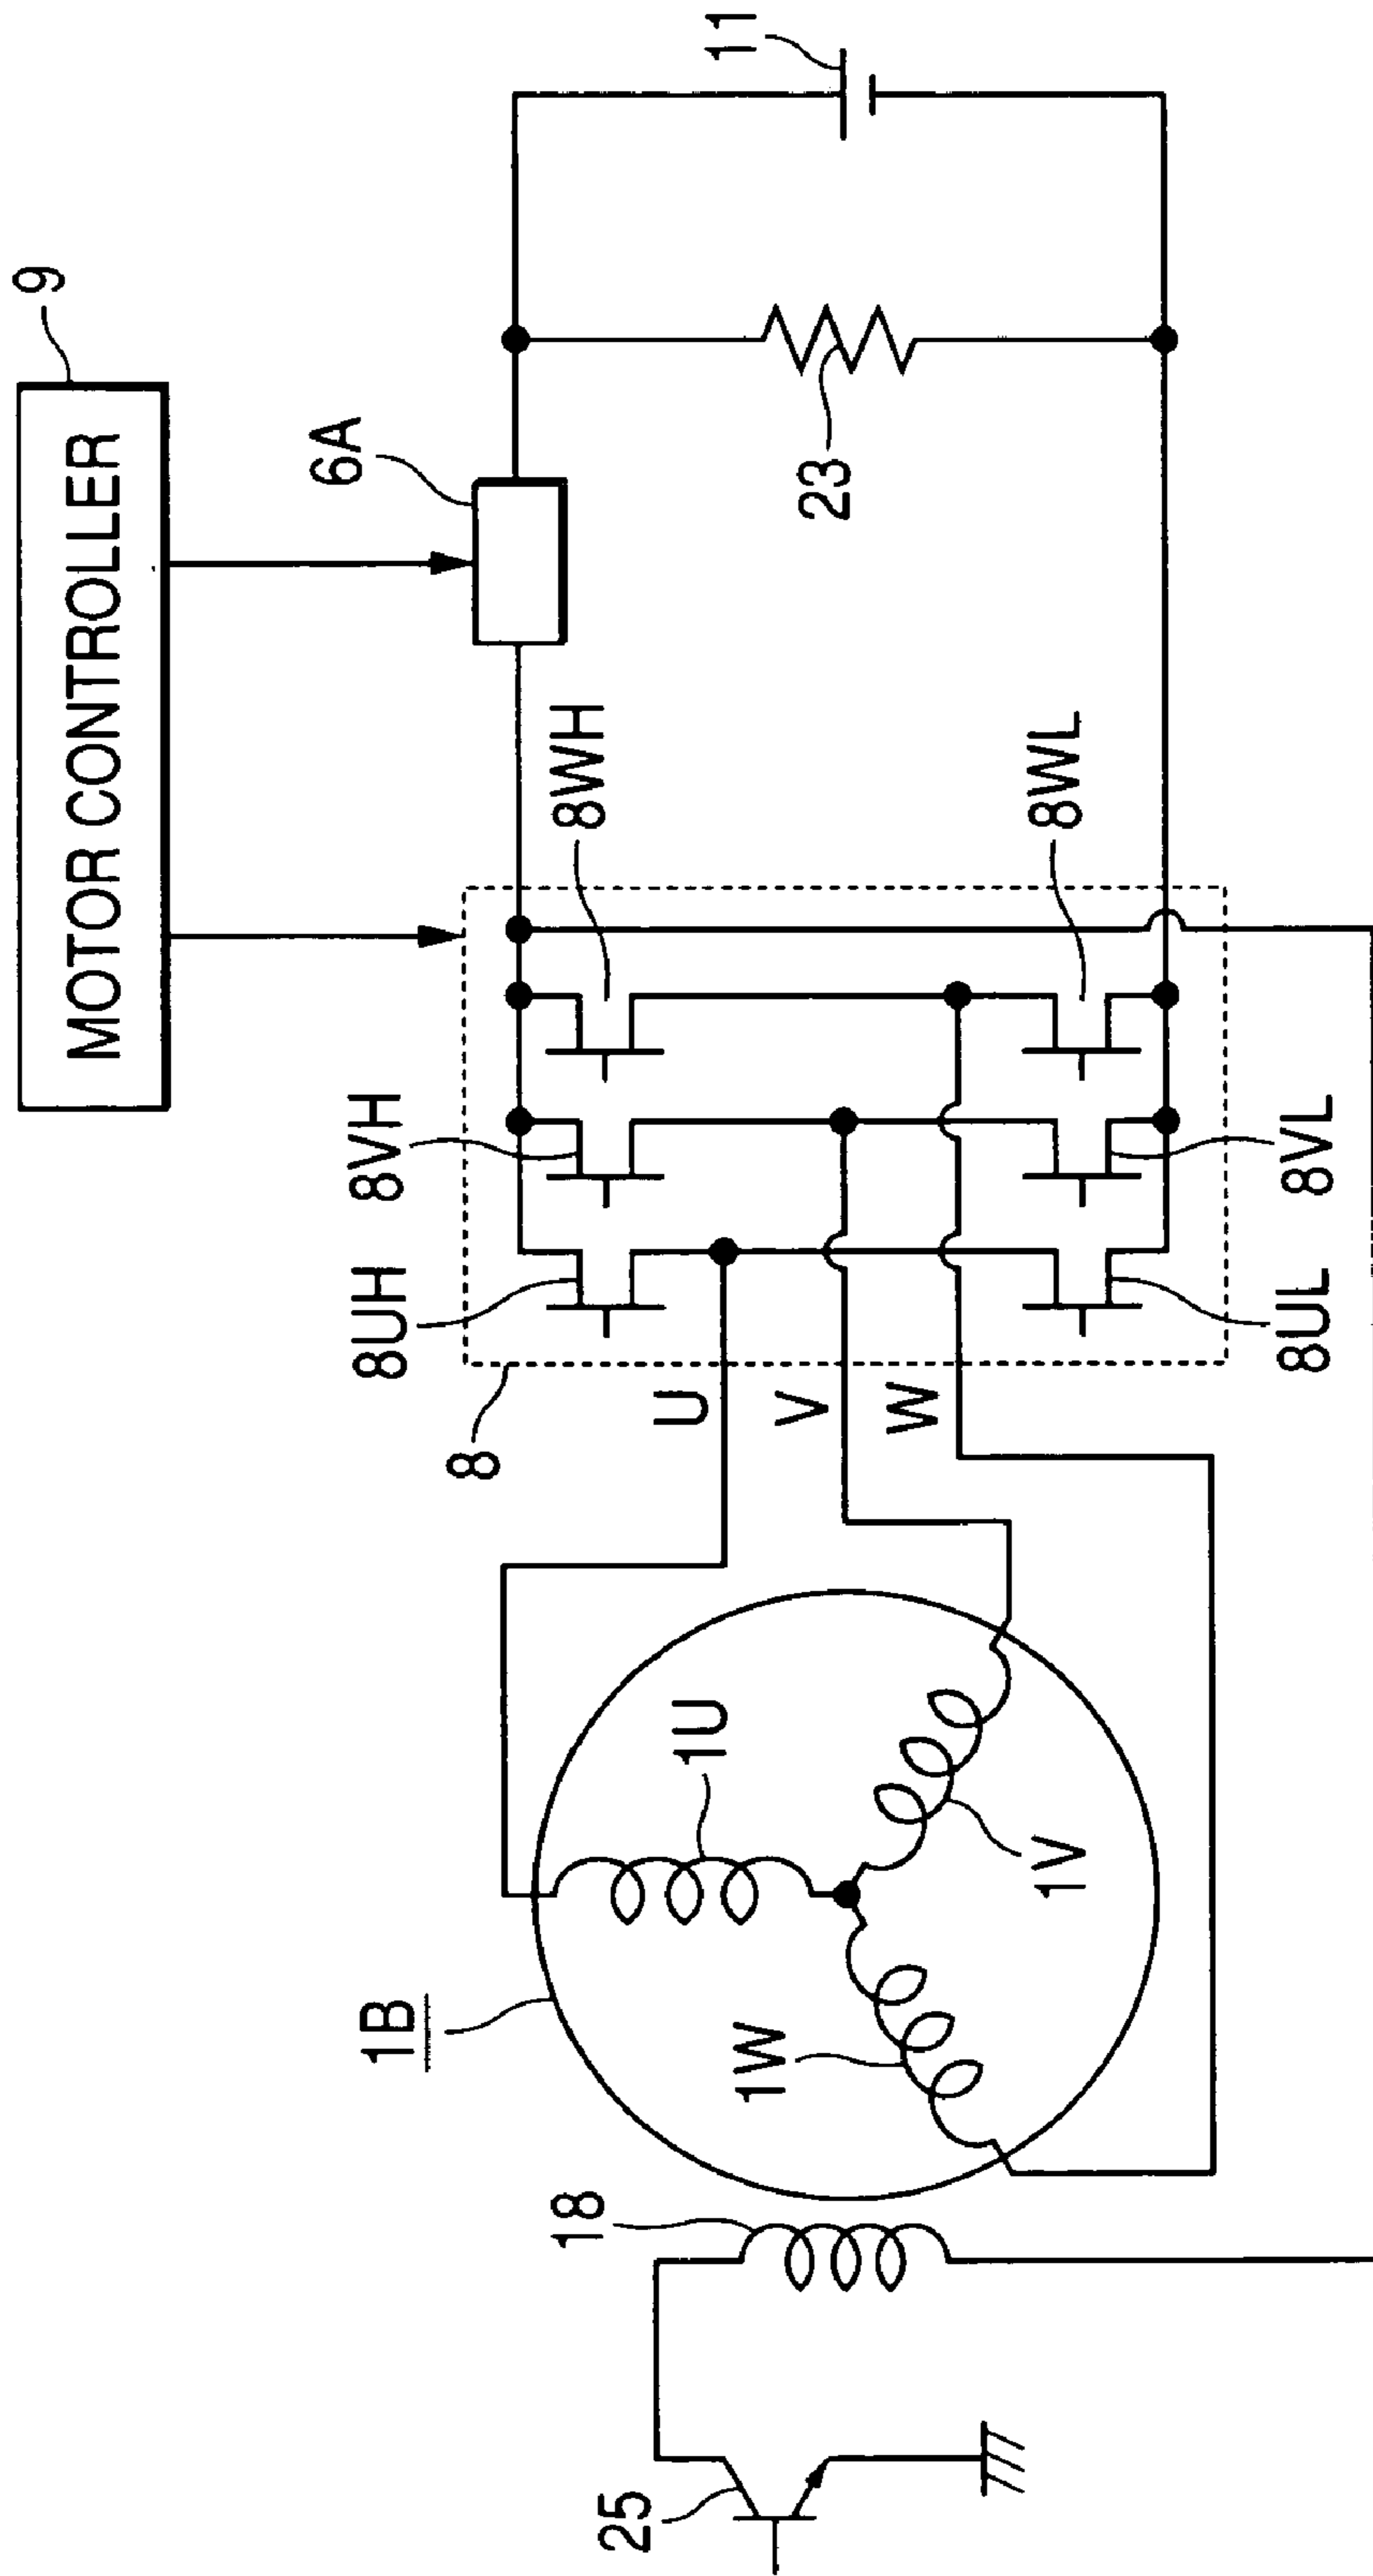 9
MOTOR CONTROLLER
6A
11
23
8WH
8WL
8VH
8VL
8UH
8UL
8
U
V
W
1B
1U
1V
1W
18
25